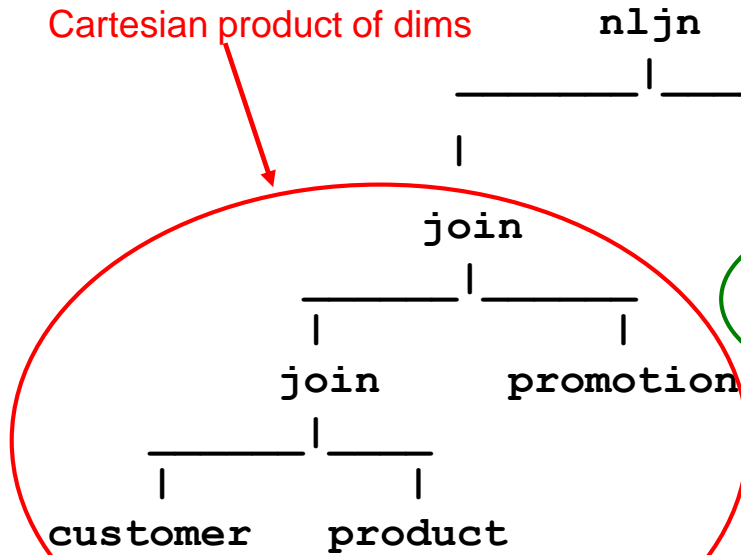 Cartesian product of dims
nljn
join
join promotion
customer product